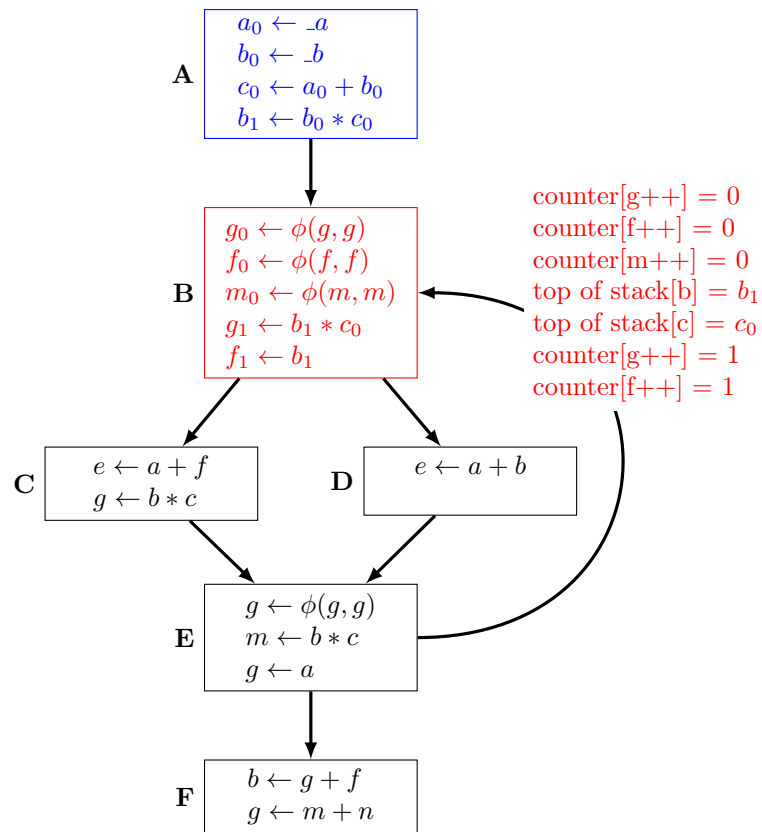 A
a₀ ← _a
b₀ ← _b
c₀ ← a₀ + b₀
b₁ ← b₀ * c₀
B
g₀ ← ϕ(g, g)
f₀ ← ϕ(f, f)
m₀ ← ϕ(m, m)
g₁ ← b₁ * c₀
f₁ ← b₁
counter[g++] = 0
counter[f++] = 0
counter[m++] = 0
top of stack[b] = b₁
top of stack[c] = c₀
counter[g++] = 1
counter[f++] = 1
C
e ← a + f
g ← b * c
D
e ← a + b
E
g ← ϕ(g, g)
m ← b * c
g ← a
F
b ← g + f
g ← m + n